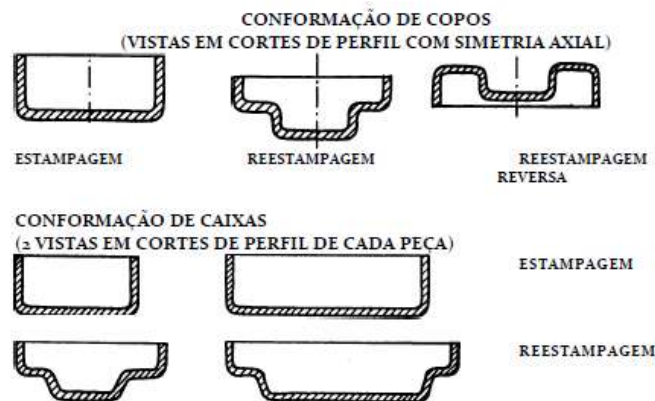 CONFORMAÇÃO DE COPOS
(VISTAS EM CORTES DE PERFIL COM SIMETRIA AXIAL)
ESTAMPAGEM REESTAMPAGEM REESTAMPAGEM
REVERSA
CONFORMAÇÃO DE CAIXAS
(2 VISTAS EM CORTES DE PERFIL DE CADA PEÇA)
ESTAMPAGEM
REESTAMPAGEM